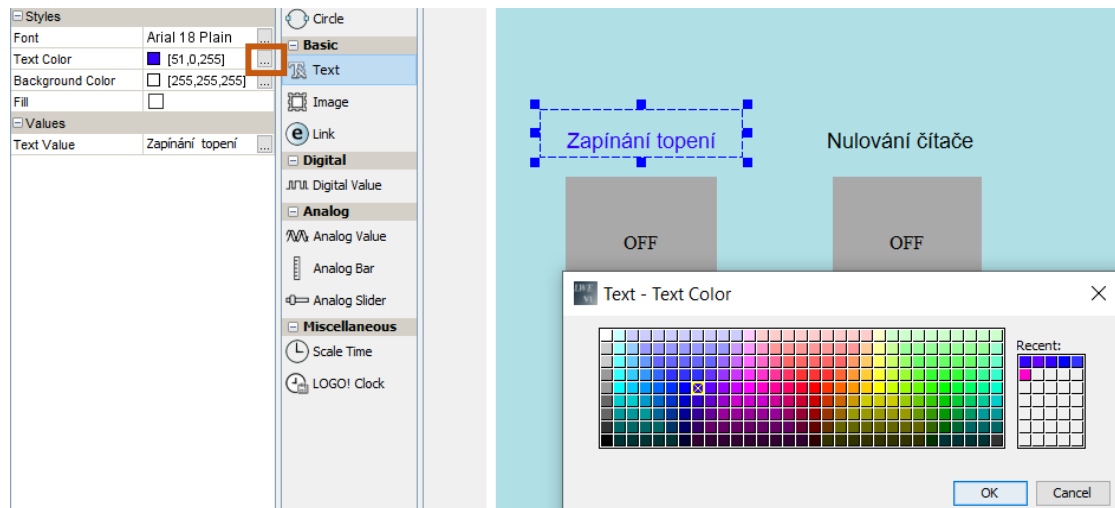 Styles
Font Arial 18 Plain ...
Text Color [51,0,255] ...
Background Color [255,255,255] ...
Fill
Values
Text Value Zapínání topení ...
Circle
Basic
Text
Image
Link
Digital
Digital Value
Analog
Analog Value
Analog Bar
Analog Slider
Miscellaneous
Scale Time
LOGO! Clock
Zapínání topení Nulování čítače
OFF OFF
Text - Text Color
Recent:
OK Cancel